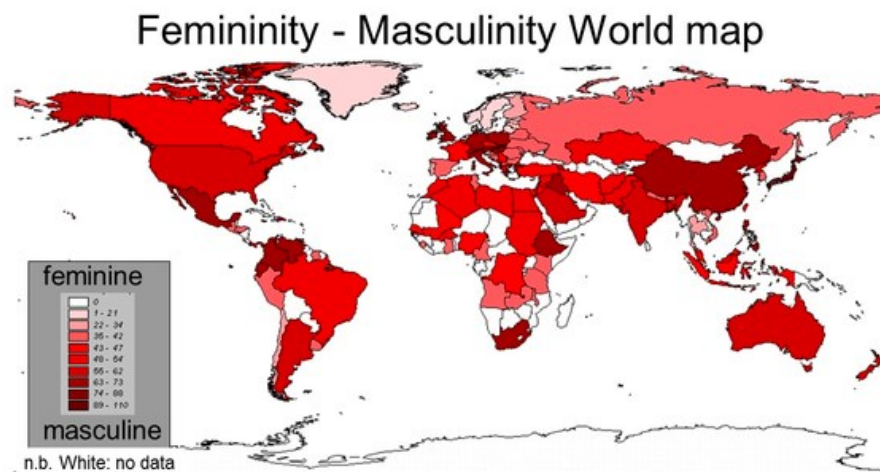 Femininity - Masculinity World map
feminine
0
1 - 21
22 - 34
35 - 42
43 - 47
48 - 54
55 - 62
63 - 73
74 - 88
89 - 110
masculine
n.b. White: no data